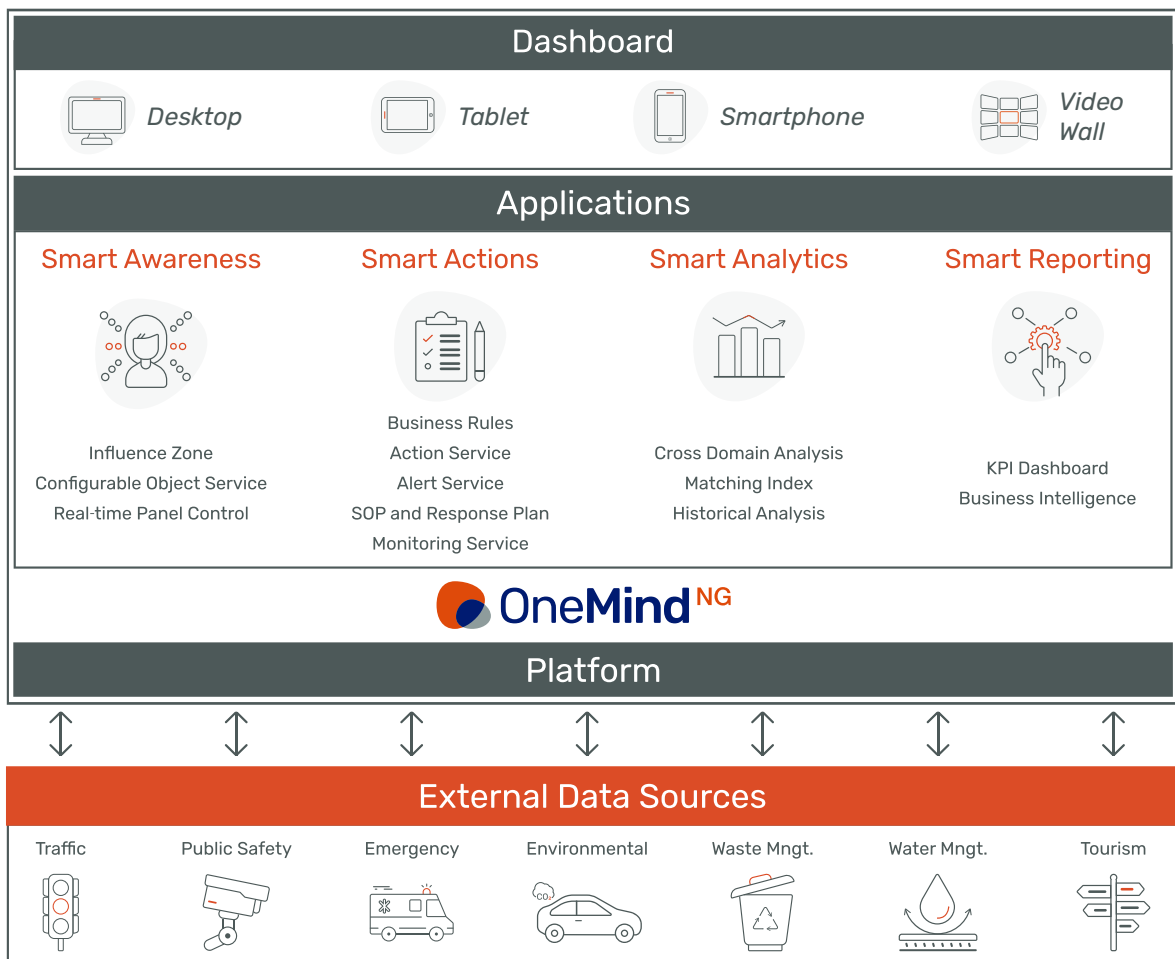 Dashboard
Desktop
Tablet
Smartphone
Video
Wall
Applications
Smart Awareness
Smart Actions
Smart Analytics
Smart Reporting
Influence Zone
Configurable Object Service
Real-time Panel Control
Business Rules
Action Service
Alert Service
SOP and Response Plan
Monitoring Service
Cross Domain Analysis
Matching Index
Historical Analysis
KPI Dashboard
Business Intelligence
OneMind NG
Platform
External Data Sources
Traffic
Public Safety
Emergency
Environmental
Waste Mngt.
Water Mngt.
Tourism
CO₂